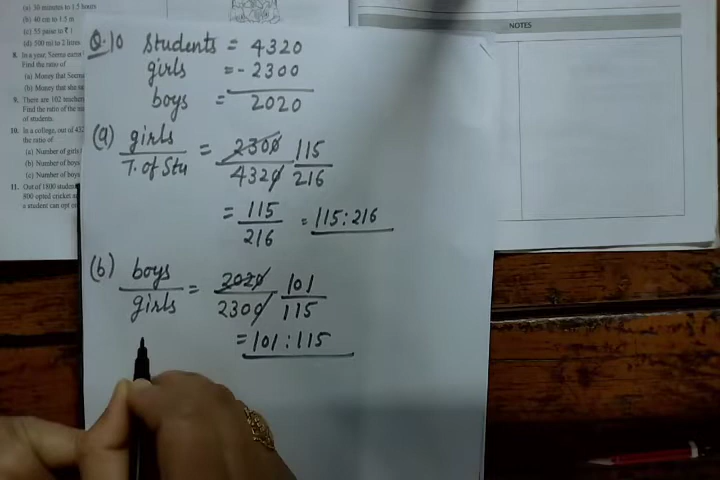 (a) 30 minutes to 1.5 hours
(b) 40 cm to 1.5 m
(c) 55 paise to ₹ 1
(d) 500 ml to 2 litres
8. In a year, Seema
Find the ratio of
(a) Money that Seema
(b) Money that she
9. There are 102
Find the ratio of the
of students.
10. In a college, out of 432
the ratio of
(a) Number of girls
(b) Number of boys
(c) Number of boys
11. Out of 1800
800 opted cricket
a student can opt
NOTES
Q.10 Students = 4320
girls = - 2300
boys = 2020
(a) girls/T. of Stu = 2300/4320 115/216
= 115/216 = 115:216
(b) boys/girls = 2020/2300 101/115
= 101:115